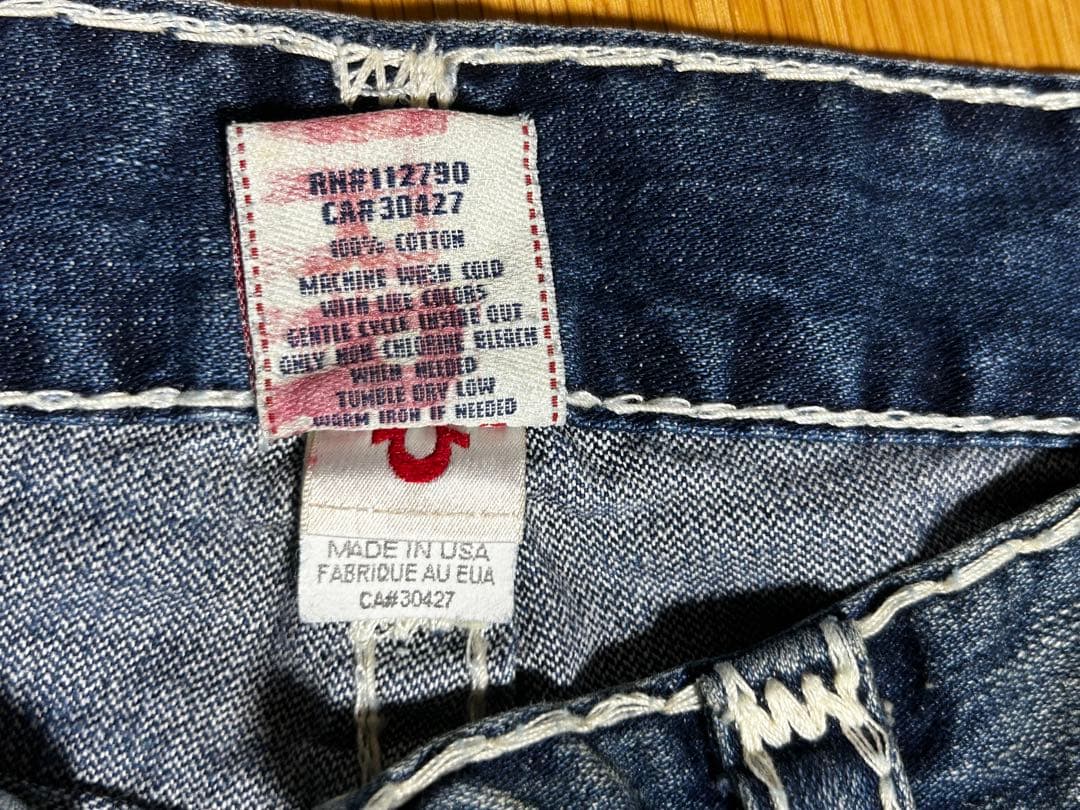 RN#112790
CA#30427
100% COTTON
MACHINE WASH COLD
WITH LIKE COLORS
GENTLE CYCLE INSIDE OUT
ONLY NON CHLORINE BLEACH
WHEN NEEDED
TUMBLE DRY LOW
WARM IRON IF NEEDED
MADE IN USA
FABRIQUE AU EUA
CA#30427